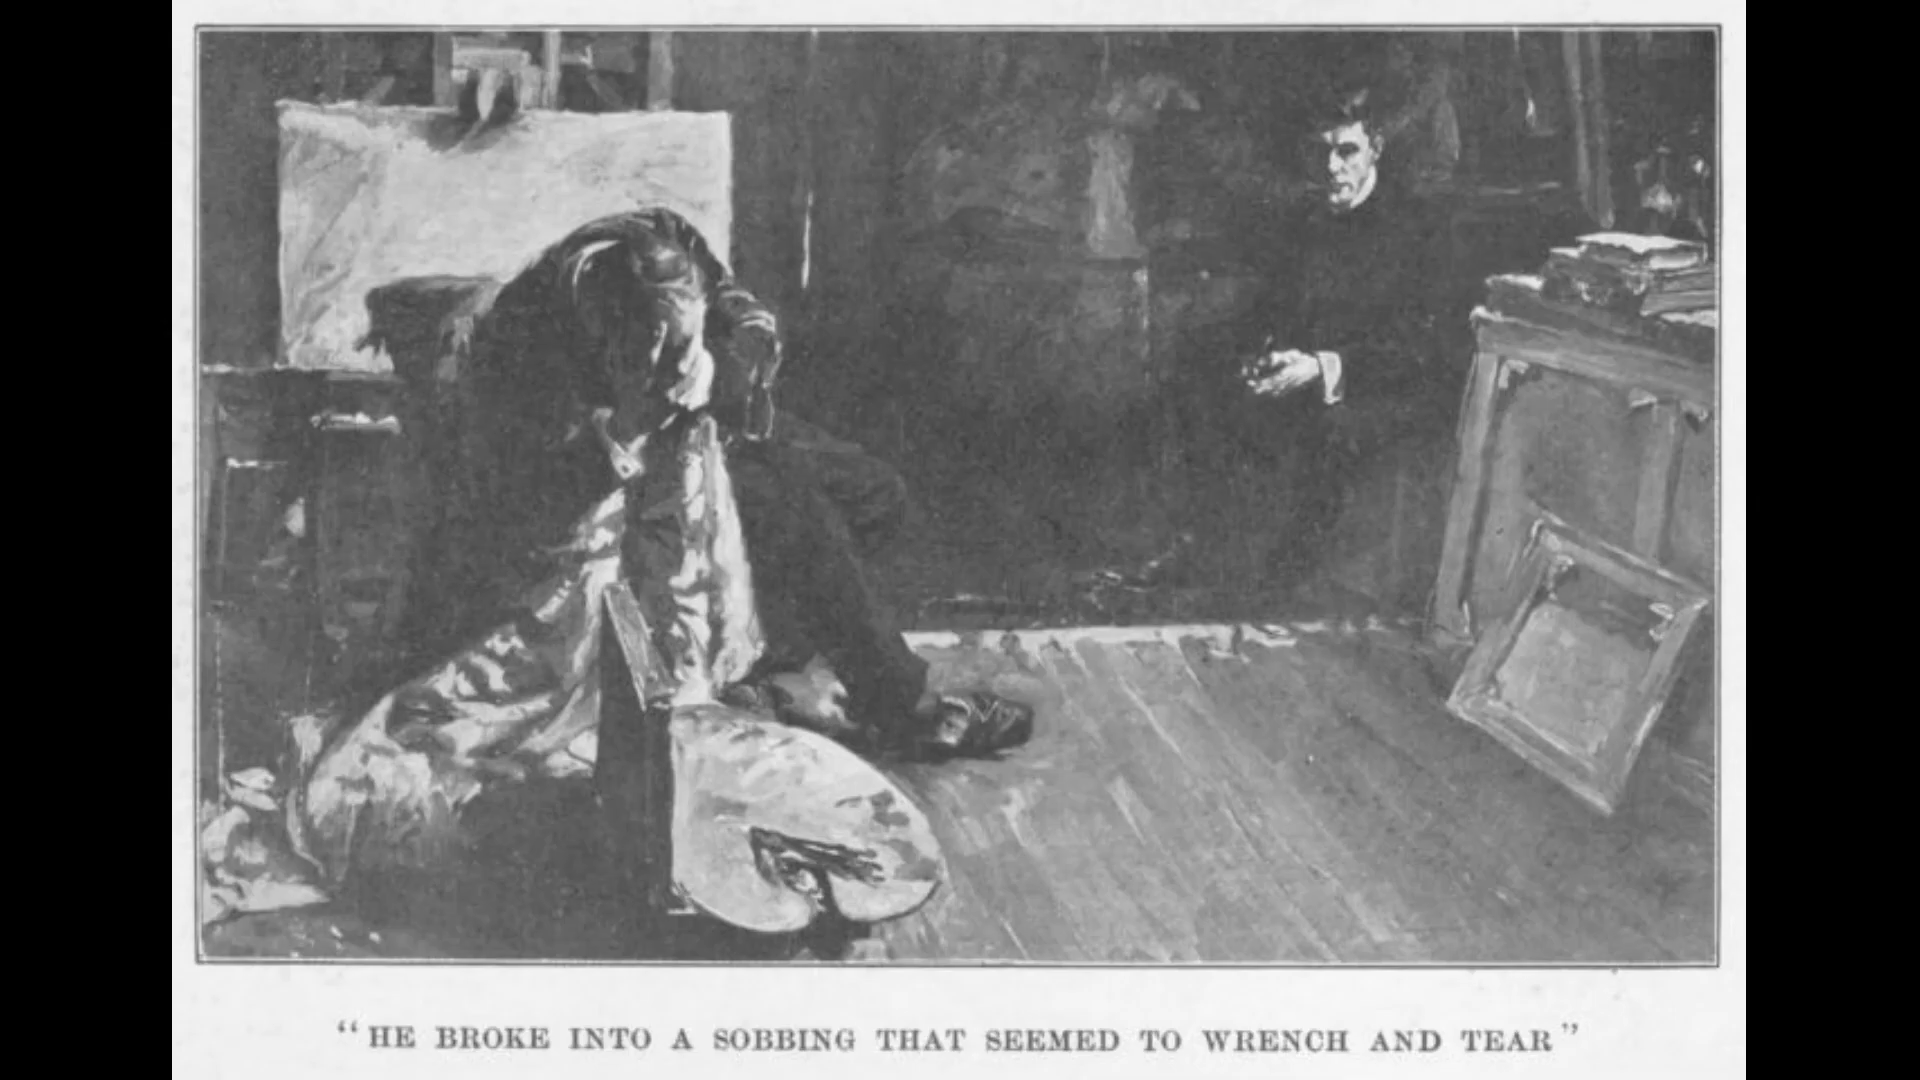 “HE BROKE INTO A SOBBING THAT SEEMED TO WRENCH AND TEAR”